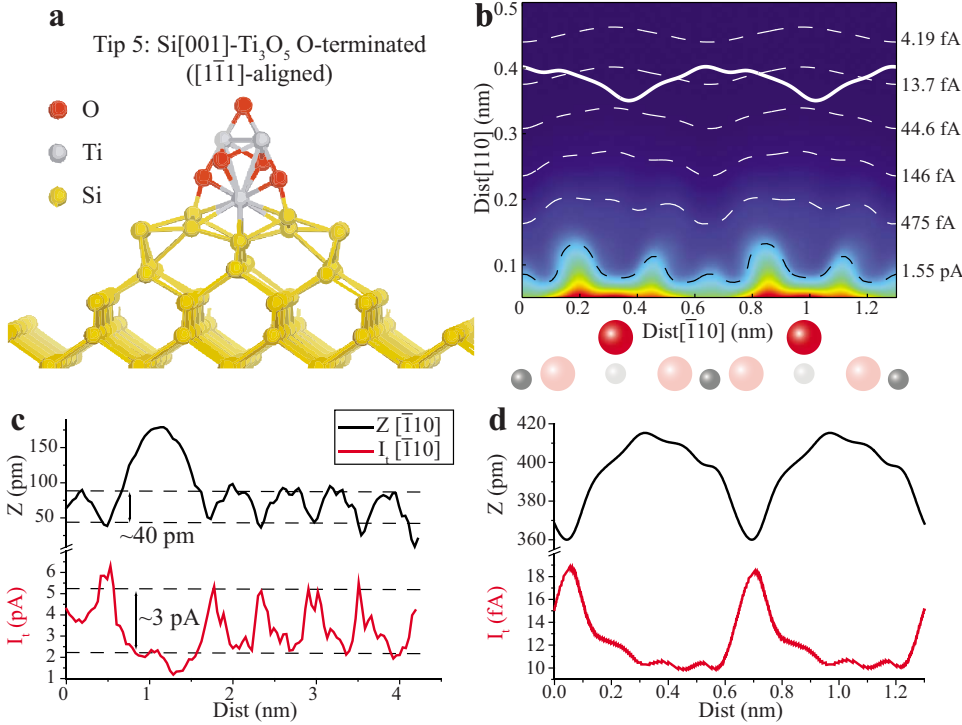 a
Tip 5: Si[001]-Ti₃O₅ O-terminated
([11̅1]-aligned)
O
Ti
Si
b
0.5
0.4
0.3
0.2
0.1
Dist[110] (nm)
4.19 fA
13.7 fA
44.6 fA
146 fA
475 fA
1.55 pA
0 0.2 0.4 0.6 0.8 1.0 1.2
Dist[1̅10] (nm)
c
Z [1̅10]
Iₜ [1̅10]
Z (pm)
150
100
50
~40 pm
Iₜ (pA)
6
5
4
3
2
1
~3 pA
0 1 2 3 4
Dist (nm)
d
Z (pm)
420
400
380
360
Iₜ (fA)
18
16
14
12
10
0.0 0.2 0.4 0.6 0.8 1.0 1.2
Dist (nm)